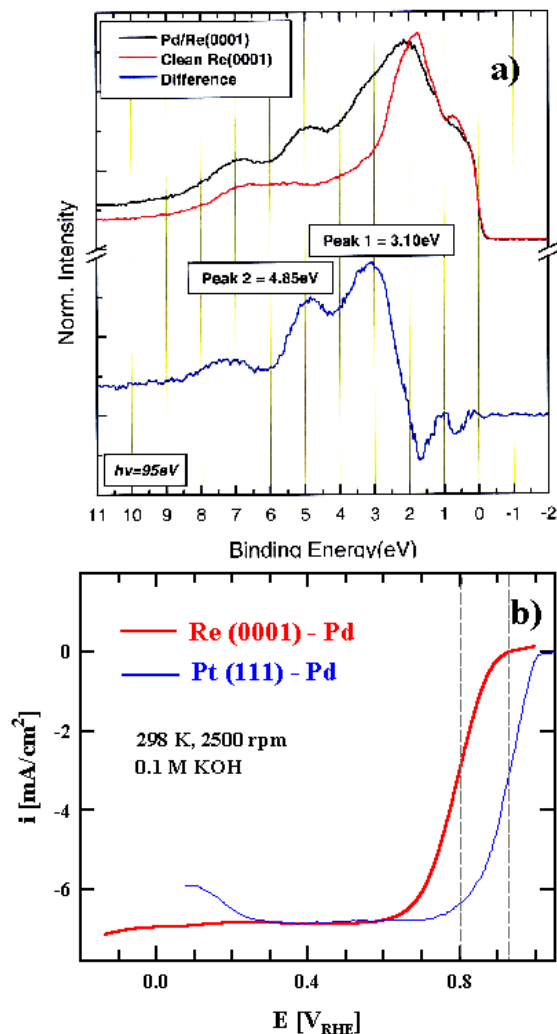 Pd/Re(0001)
Clean Re(0001)
Difference
a)
Norm. Intensity
Peak 1 = 3.10eV
Peak 2 = 4.85eV
hν=95eV
11 10 9 8 7 6 5 4 3 2 1 0 -1 -2
Binding Energy(eV)
b)
Re (0001) - Pd
Pt (111) - Pd
298 K, 2500 rpm
0.1 M KOH
i [mA/cm²]
0
-2
-4
-6
0.0 0.4 0.8
E [V_RHE]